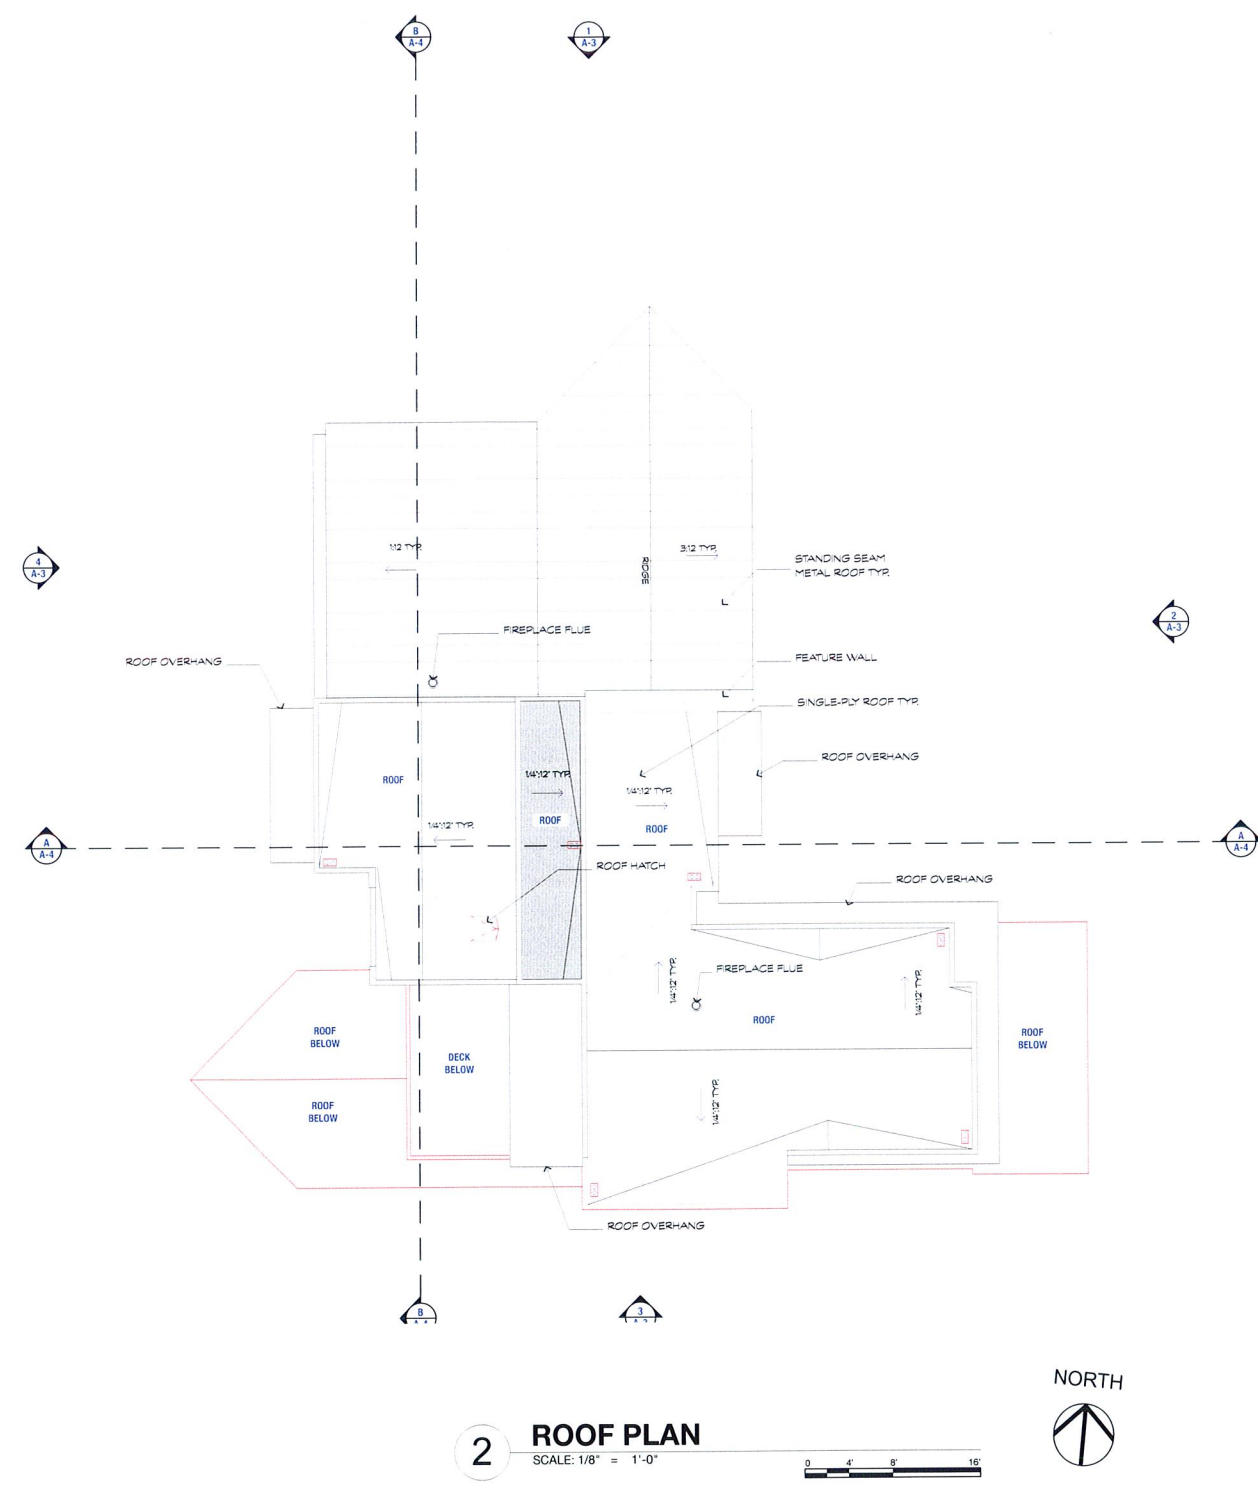 B
A-4
1
A-3
1:12 TYP.
RIDGE
3:12 TYP.
STANDING SEAM
METAL ROOF TYP.
4
A-3
2
A-3
FIREPLACE FLUE
ROOF OVERHANG
FEATURE WALL
SINGLE-PLY ROOF TYP.
ROOF OVERHANG
ROOF
1/4":12" TYP.
1/4":12" TYP.
1/4":12" TYP.
ROOF
ROOF
A
A-4
A
A-4
ROOF HATCH
ROOF OVERHANG
FIREPLACE FLUE
1/4":12" TYP.
1/4":12" TYP.
ROOF
ROOF
BELOW
DECK
BELOW
ROOF
BELOW
ROOF
BELOW
1/4":12" TYP.
ROOF OVERHANG
B
A-4
3
NORTH
2
ROOF PLAN
SCALE: 1/8" = 1'-0"
0 4' 8' 16'